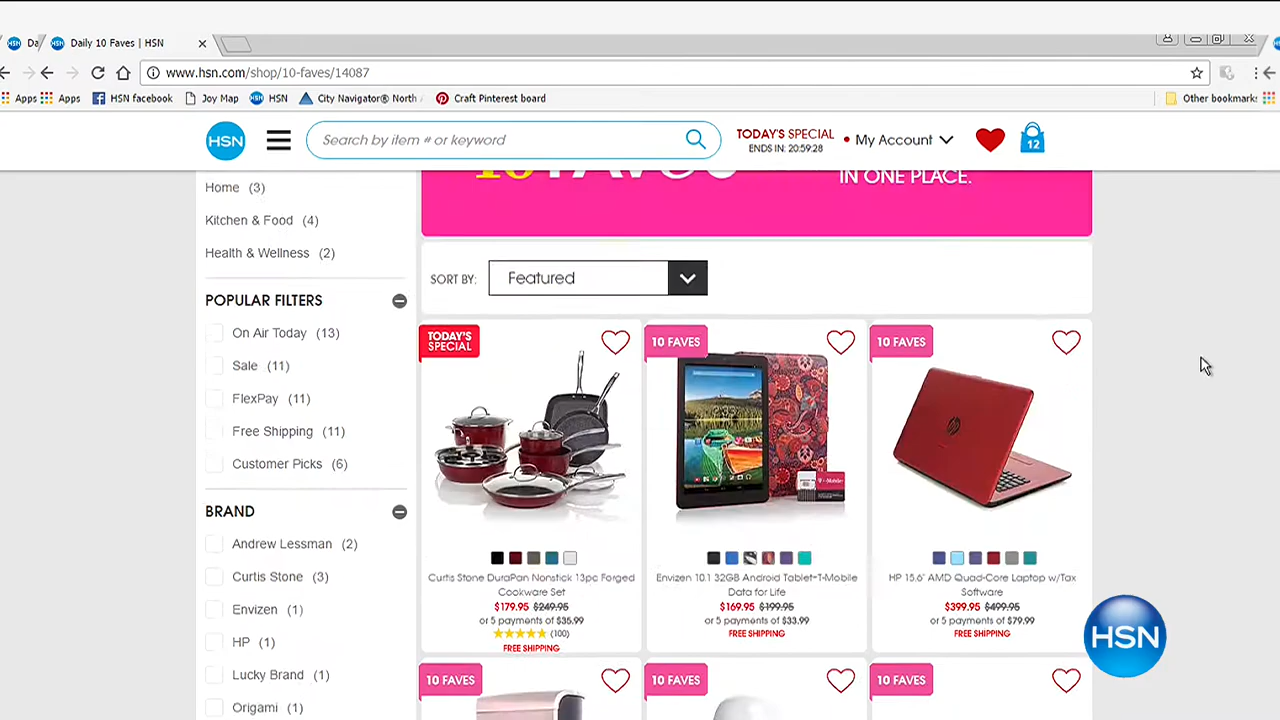 Da
Daily 10 Faves | HSN
www.hsn.com/shop/10-faves/14087
Apps
Apps
HSN facebook
Joy Map
HSN
City Navigator® North
Craft Pinterest board
Other bookmarks
HSN
Search by item # or keyword
TODAY'S SPECIAL
ENDS IN: 20:59:28
My Account
12
10 FAVES
IN ONE PLACE.
Home (3)
Kitchen & Food (4)
Health & Wellness (2)
SORT BY:
Featured
POPULAR FILTERS
On Air Today (13)
Sale (11)
FlexPay (11)
Free Shipping (11)
Customer Picks (6)
BRAND
Andrew Lessman (2)
Curtis Stone (3)
Envizen (1)
HP (1)
Lucky Brand (1)
Origami (1)
TODAY'S
SPECIAL
Curtis Stone DuraPan Nonstick 13pc Forged
Cookware Set
$179.95 $249.95
or 5 payments of $35.99
(100)
FREE SHIPPING
10 FAVES
T-Mobile
Envizen 10.1 32GB Android Tablet-T-Mobile
Data for Life
$169.95 $199.95
or 5 payments of $33.99
FREE SHIPPING
10 FAVES
hp
HP 15.6" AMD Quad-Core Laptop w/Tax
Software
$399.95 $499.95
or 5 payments of $79.99
FREE SHIPPING
10 FAVES
10 FAVES
10 FAVES
HSN